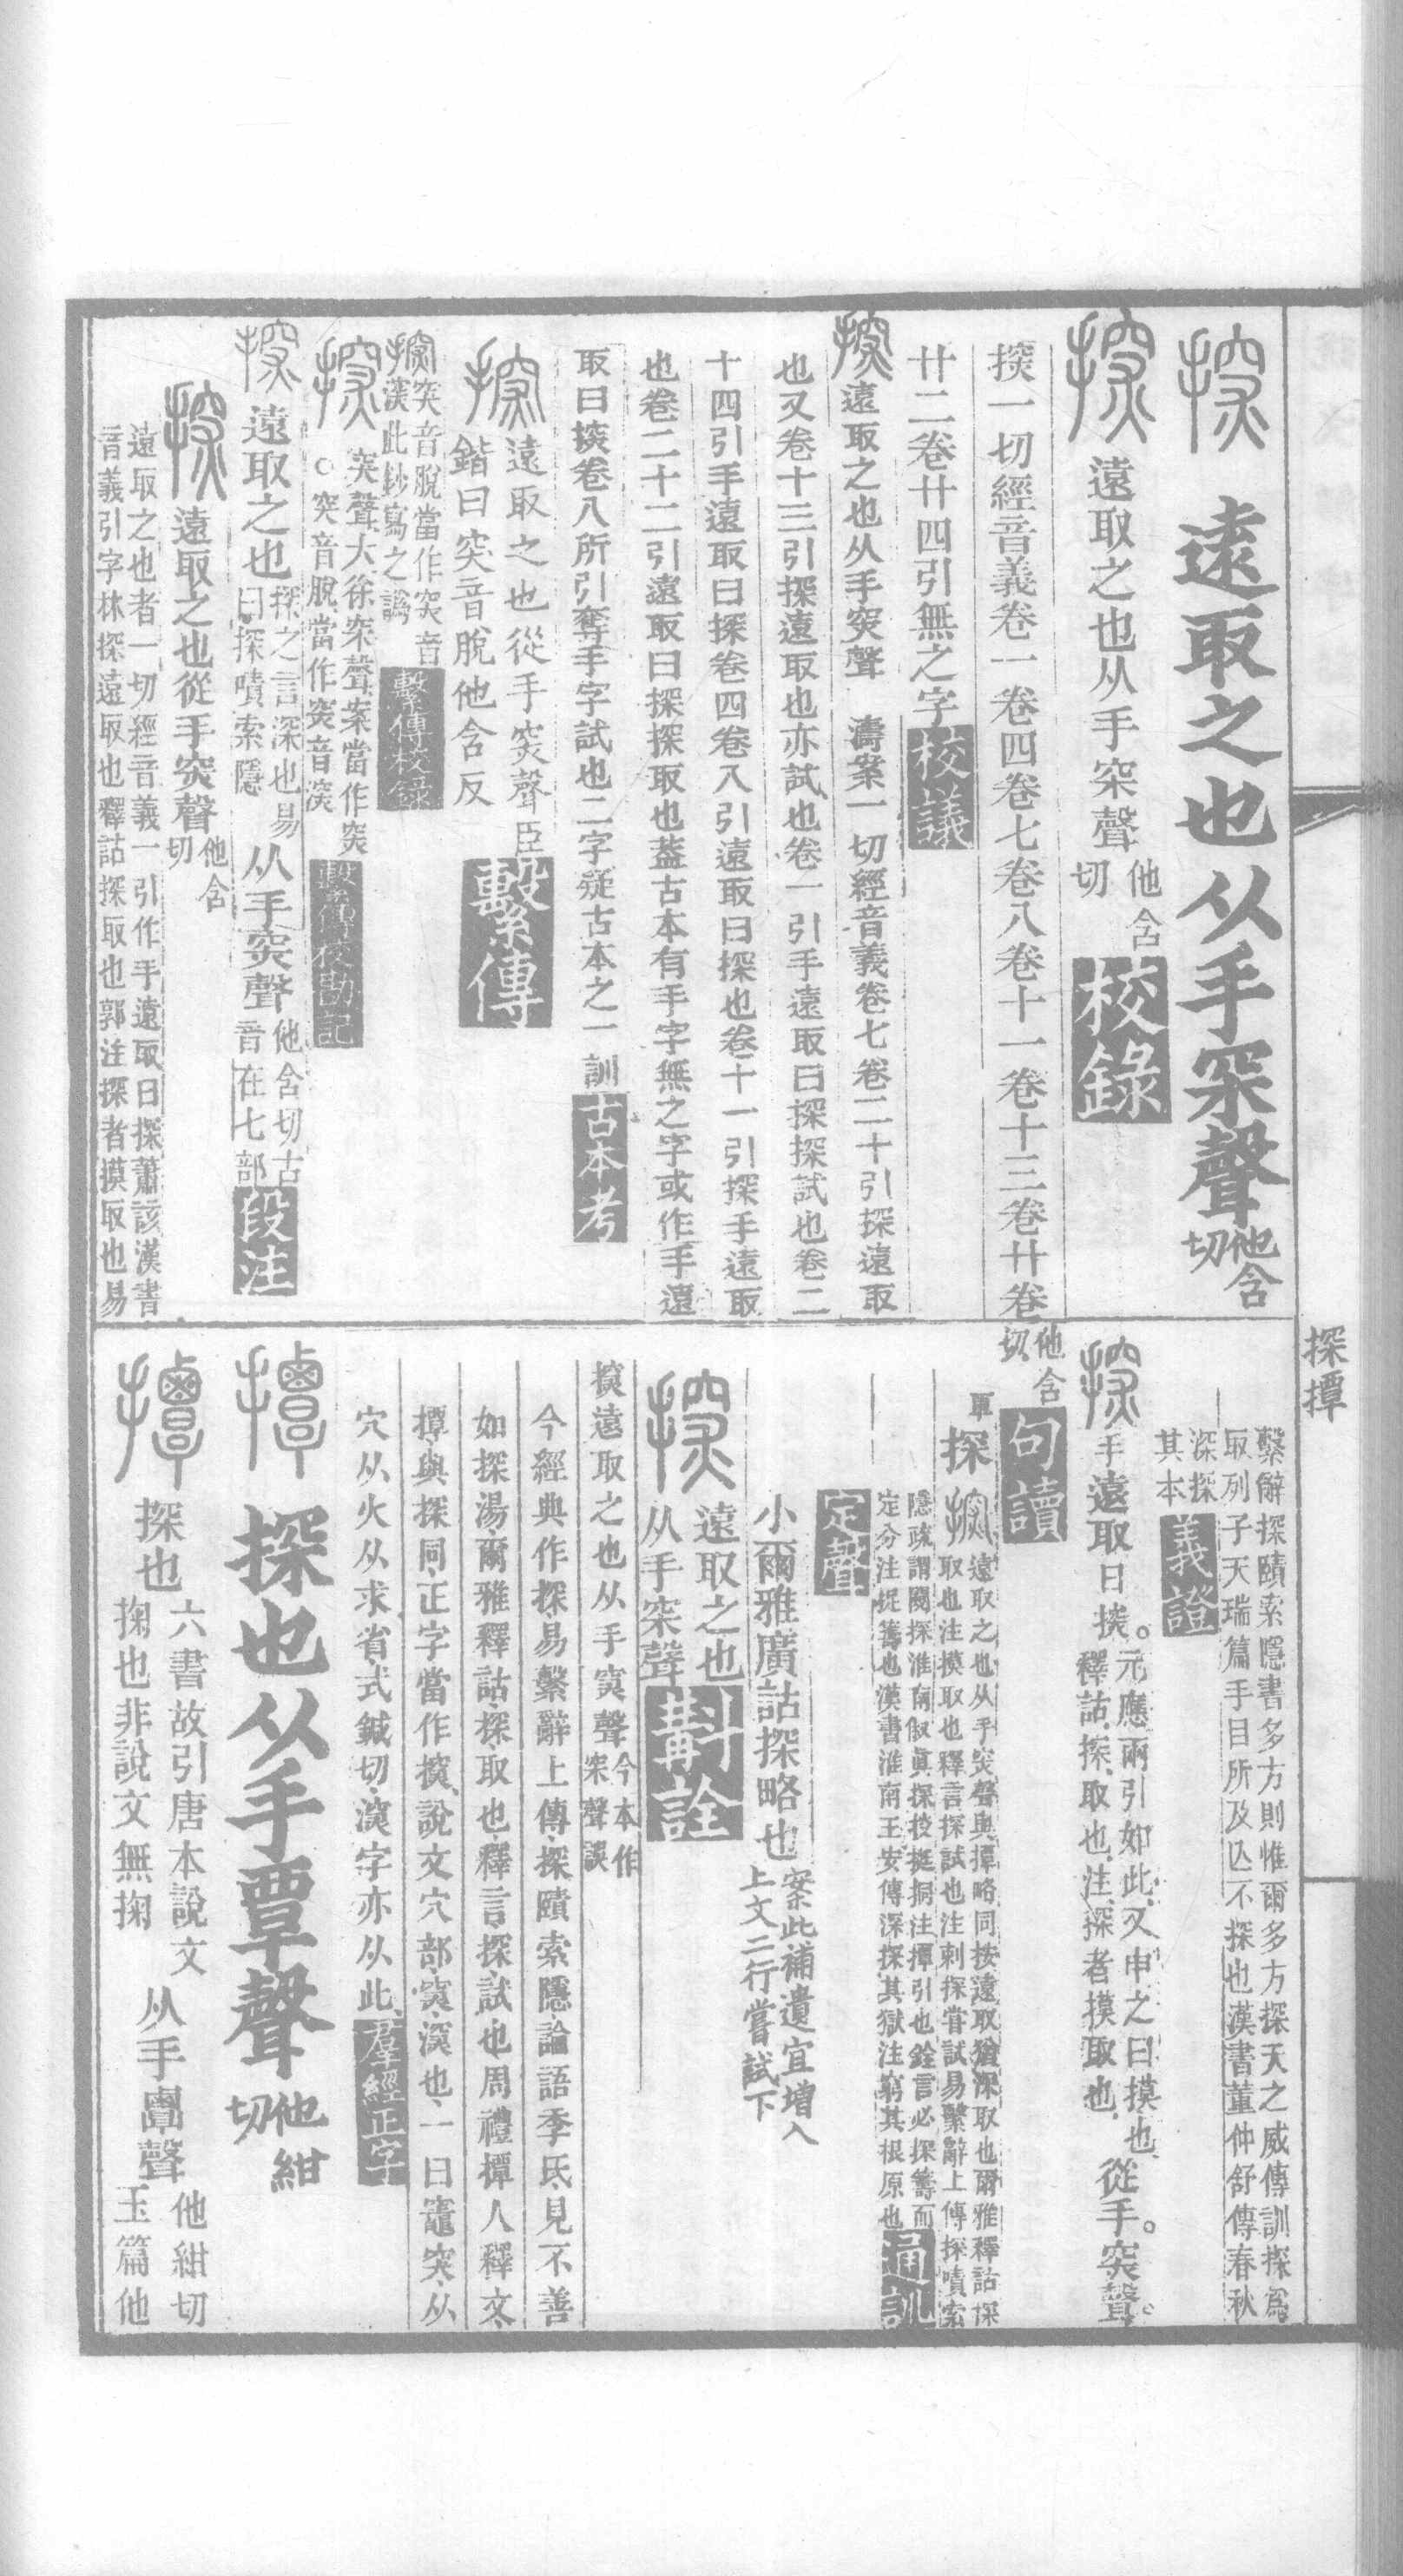 探撢
遠取之也从手罙聲他含切
遠取之也从手罙聲他含切校錄
揬一切經音義卷一卷四卷七卷八卷十一卷十三卷廿卷
廿二卷廿四引無之字校議
遠取之也从手突聲　濤案一切經音義卷七卷二十引探遠取
也又卷十三引探遠取也亦試也卷一引手遠取曰探探試也卷二
十四引手遠取曰探卷四卷八引遠取曰探也卷十一引探手遠取
也卷二十二引遠取曰探探取也葢古本有手字無之字或作手遠
取曰揬卷八所引奪手字試也二字疑古本之一訓古本考
遠取之也從手突聲臣
鍇曰突音脫他含反繫傳
突音脫當作突音
漢此鈔寫之譌繫傳校錄
突聲大徐罙聲案當作突
○突音脫當作突音湥繫傳校勘記
遠取之也探之言深也易曰探嘖索隱从手突聲他含切古音在七部段注
遠取之也從手突聲他含切
遠取之也者一切經音義一引作手遠取曰探蕭該漢書
音義引字林探遠取也釋詁探取也郭注探者摸取也易
繫辭探賾索隱書多方則惟爾多方探天之威傳訓探爲
取列子天瑞篇手目所及亾不探也漢書董仲舒傳春秋
深探其本義證
手遠取曰揬。元應兩引如此，又申之曰摸也。釋詁，探，取也，注，探者摸取也，從手。突聲。
他含切句讀
探遠取之也从手突聲與撢略同按遠取猶深取也爾雅釋詁探
取也注摸取也釋言探試也注刺探嘗試易繫辭上傳探嘖索
隱疏謂闚探淮南俶眞探挍挺挏注撢引也銓言必探籌而
定分注捉籌也漢書淮南王安傳深探其獄注窮其根原也通訓
定聲
小爾雅廣詁探略也案此補遺宜增入上文二行嘗試下
遠取之也
从手罙聲斠詮
揬遠取之也从手突聲今本作罙聲誤
今經典作探，易繫辭上傳，探賾索隱，論語季氏，見不善
如探湯，爾雅釋詁，探，取也，釋言，探，試也，周禮撢人釋文，
撢，與探同，正字當作揬，說文穴部，突，湥也，一曰竈突，从
穴从火从求省，式鍼切，湥字亦从此，羣經正字
探也从手覃聲他紺切
探也六書故引唐本說文掬也非說文無掬从手𪉷聲他紺切玉篇他